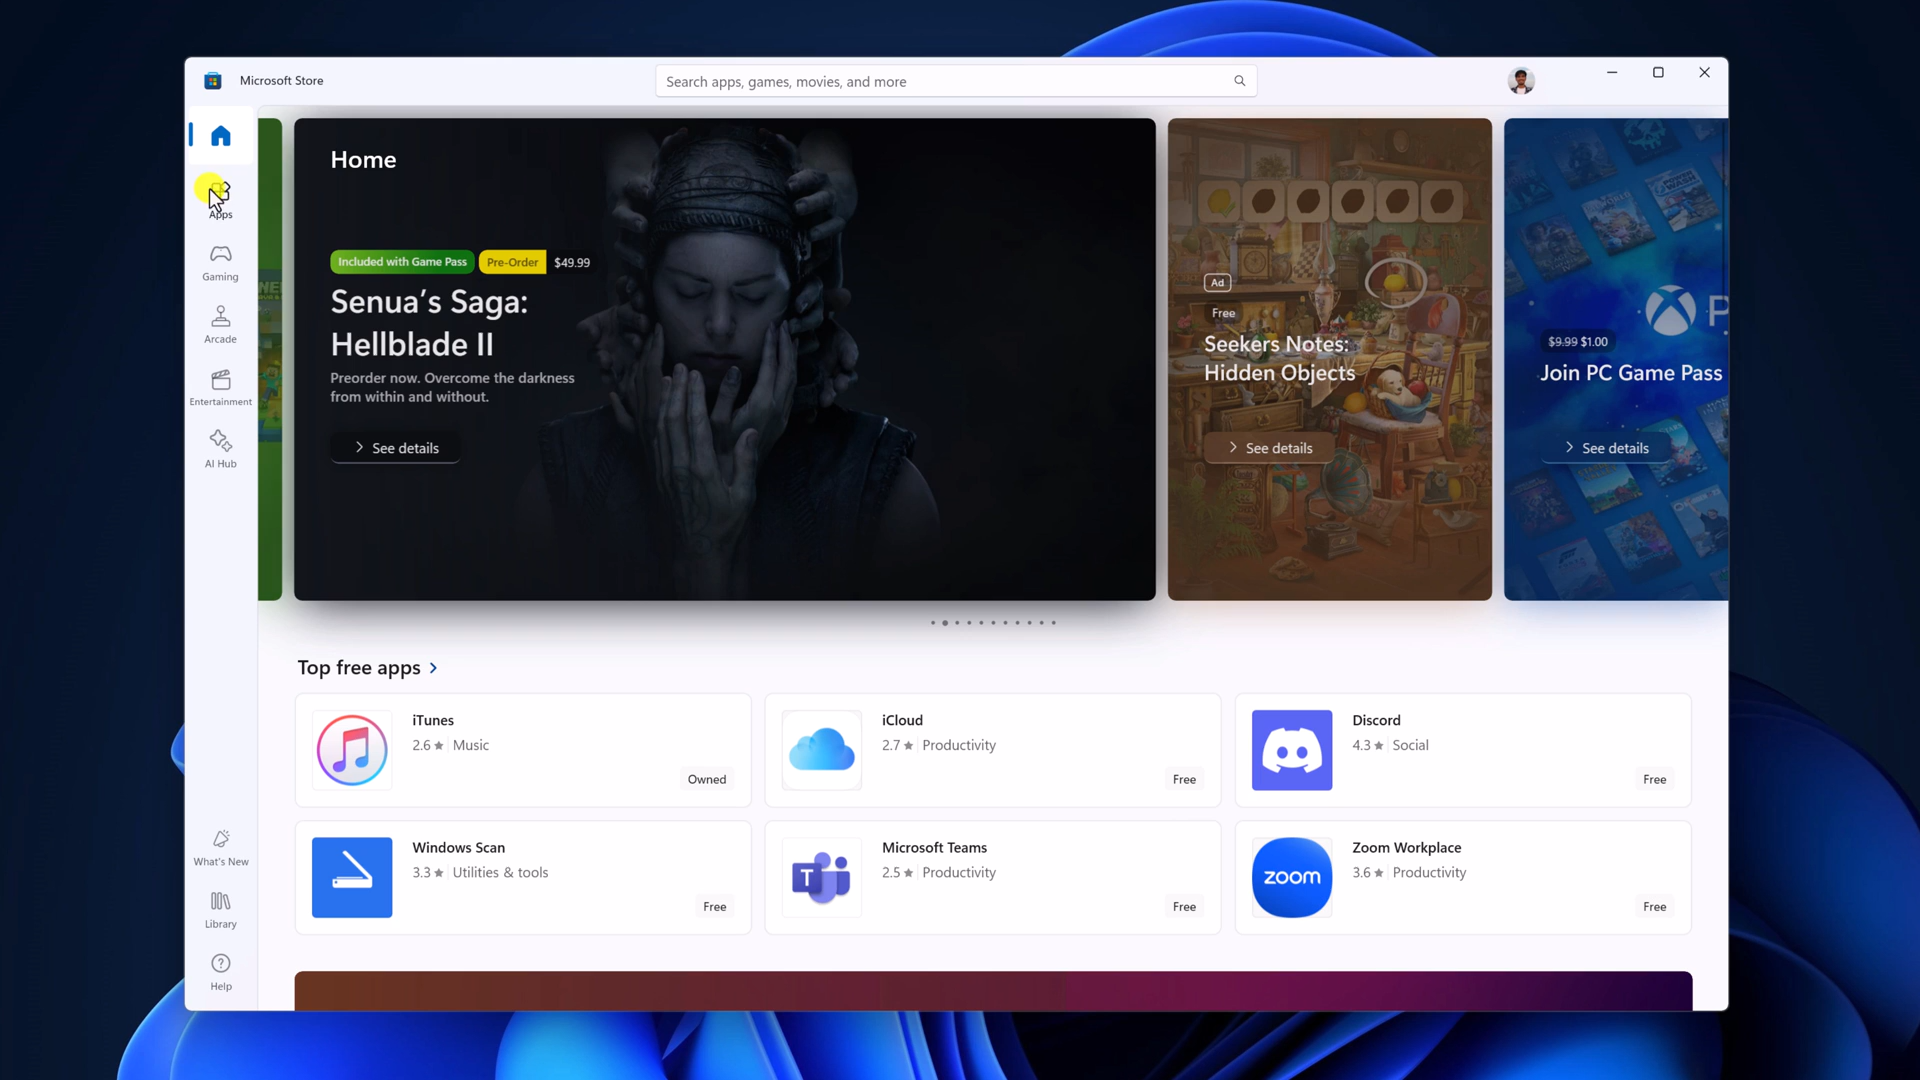 Microsoft Store
Search apps, games, movies, and more
Apps
Gaming
Arcade
Entertainment
AI Hub
What's New
Library
Help
Home
Included with Game Pass
Pre-Order
$49.99
Senua's Saga:
Hellblade II
Preorder now. Overcome the darkness
from within and without.
See details
Ad
Free
Seekers Notes:
Hidden Objects
See details
P
$9.99 $1.00
Join PC Game Pass
See details
Top free apps
iTunes
2.6 ★ Music
Owned
iCloud
2.7 ★ Productivity
Free
Discord
4.3 ★ Social
Free
Windows Scan
3.3 ★ Utilities & tools
Free
T
Microsoft Teams
2.5 ★ Productivity
Free
zoom
Zoom Workplace
3.6 ★ Productivity
Free